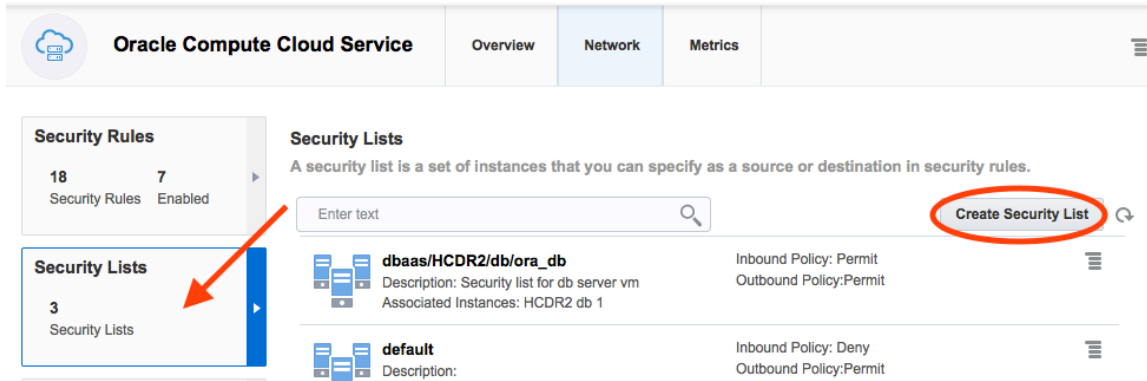 Oracle Compute Cloud Service
Overview
Network
Metrics
Security Rules
18 7
Security Rules Enabled
Security Lists
3
Security Lists
Security Lists
A security list is a set of instances that you can specify as a source or destination in security rules.
Enter text
Create Security List
dbaas/HCDR2/db/ora_db
Description: Security list for db server vm
Associated Instances: HCDR2 db 1
Inbound Policy: Permit
Outbound Policy:Permit
default
Description:
Inbound Policy: Deny
Outbound Policy:Permit